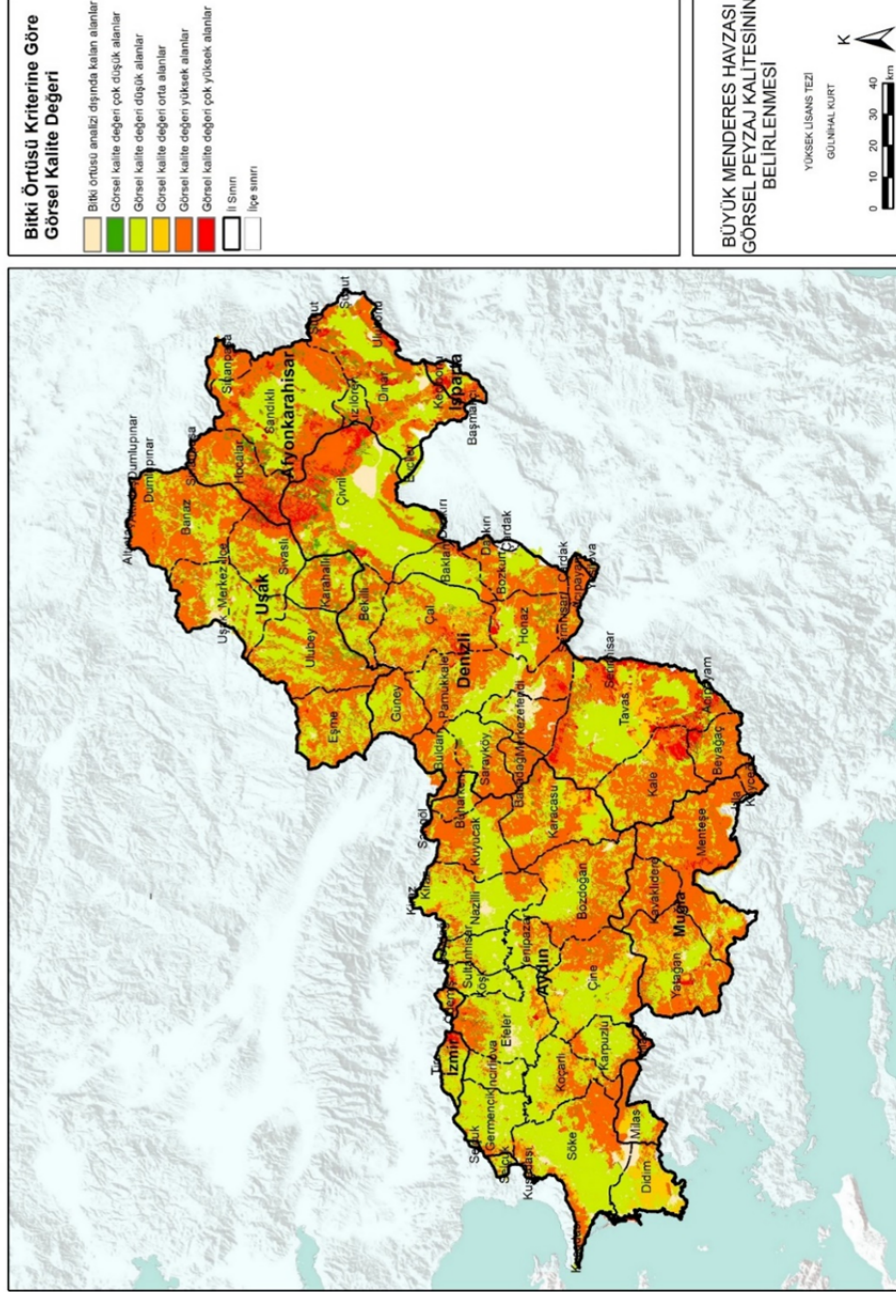 Bitki Örtüsü Kriterine Göre
Görsel Kalite Değeri
Bitki örtüsü analizi dışında kalan alanlar
Görsel kalite değeri çok düşük alanlar
Görsel kalite değeri düşük alanlar
Görsel kalite değeri orta alanlar
Görsel kalite değeri yüksek alanlar
Görsel kalite değeri çok yüksek alanlar
İl Sınırı
İlçe sınırı
BÜYÜK MENDERES HAVZASI
GÖRSEL PEYZAJ KALİTESİNİN
BELİRLENMESİ
YÜKSEK LİSANS TEZİ
GÜLNİHAL KURT
K
0 10 20 30 40
km
Dumlupınar
Dumlupınar
Banaz
Hocalar
Sandıklı
Afyonkarahisar
Kızılören
Dinar
Isparta
Başmakçı
Çivril
Sivaslı
Uşak
Karahallı
Ulubey
Bekilli
Baklan
Çal
Eşme
Güney
Pamukkale
Denizli
Bozkurt
Çardak
Honaz
Çardak
Serinhisar
Tavas
Acıpayam
Beyağaç
Kale
Buldan
Sarayköy
Merkezefendi
Babadağ
Buharkent
Kuyucak
Karacasu
Nazilli
Bozdoğan
Yenipazar
Sultanhisar
Köşk
Aydın
Çine
Kavaklıdere
Menteşe
Muğla
Yatağan
Efeler
İzmir
İncirliova
Germencik
Koçarlı
Karpuzlu
Söke
Milas
Didim
Selçuk
Kuşadası